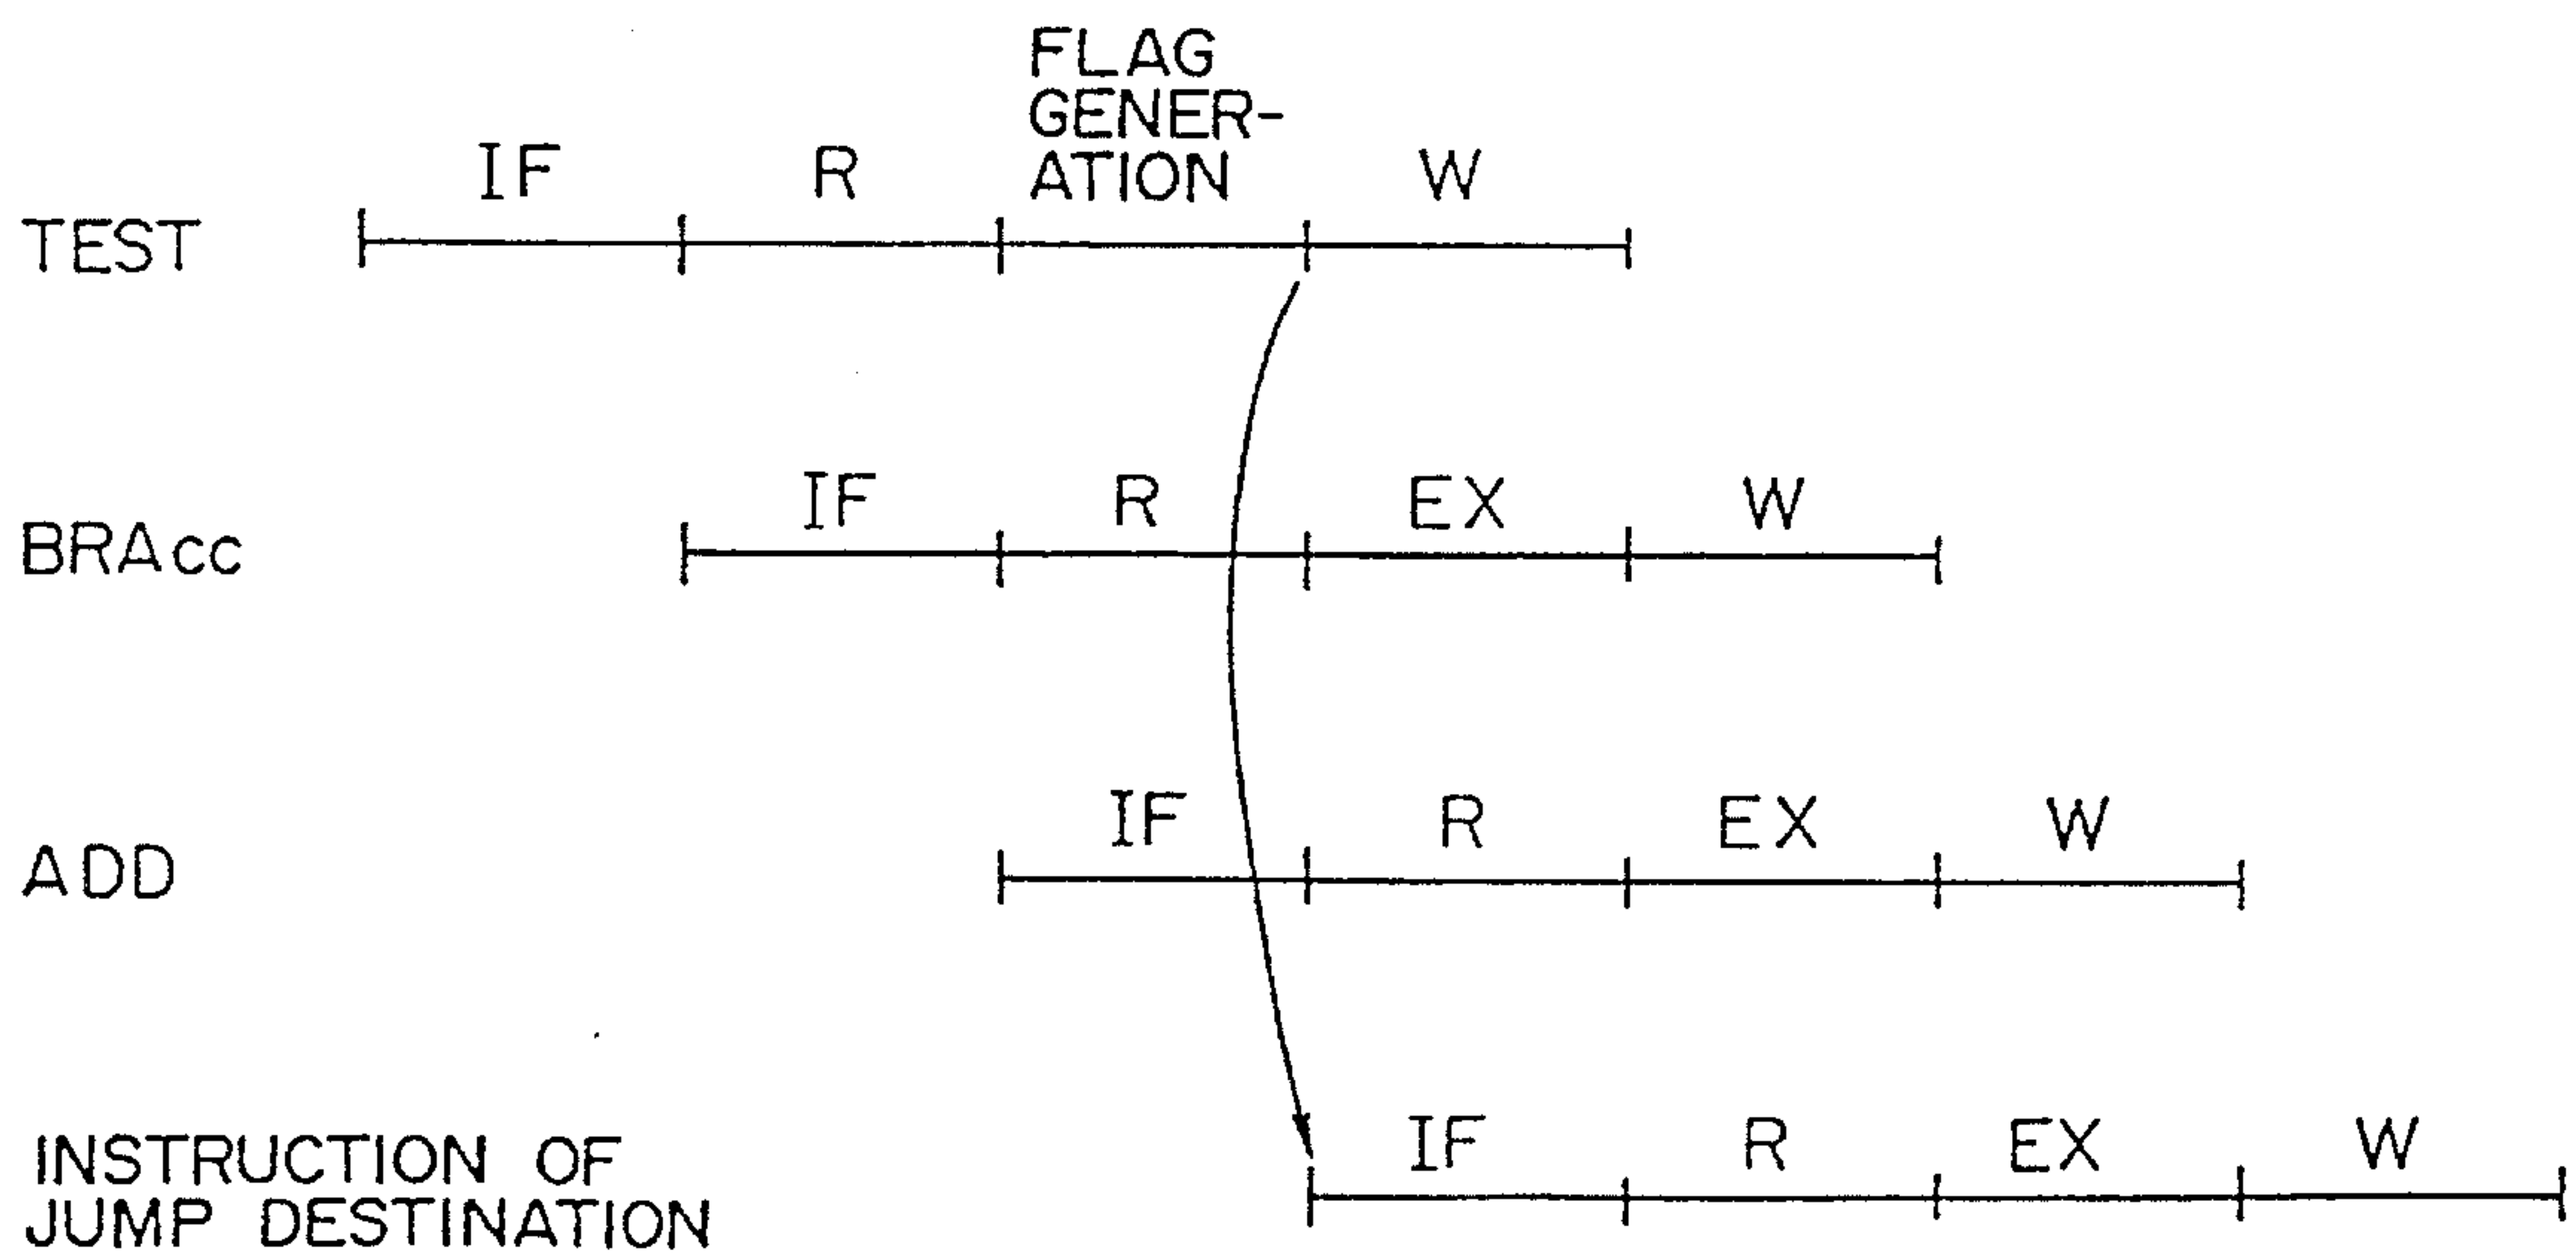 FLAG
GENER-
ATION
IF R W
TEST
IF R EX W
BRAcc
IF R EX W
ADD
IF R EX W
INSTRUCTION OF
JUMP DESTINATION